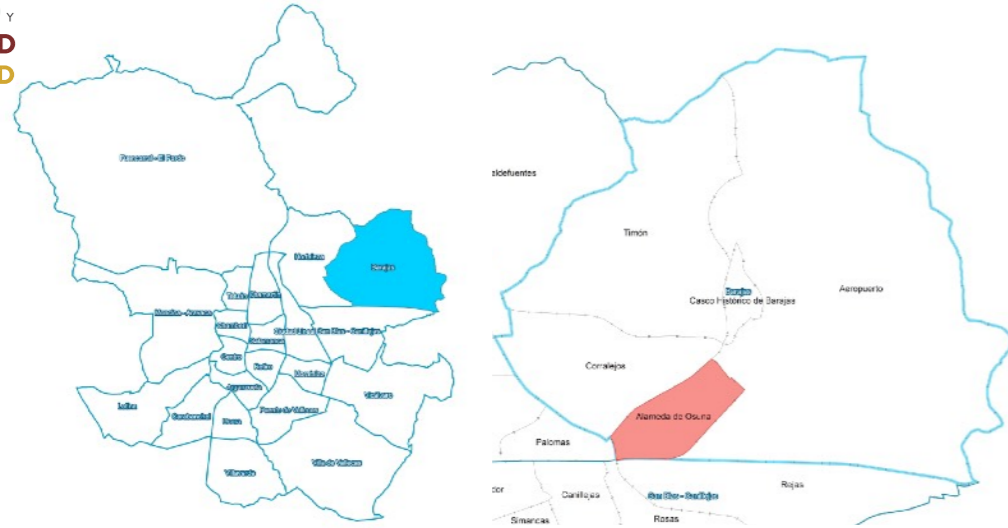 Y
D
D
Fuencarral - El Pardo
Hortaleza
Barajas
Tetuán
Chamartín
Moncloa - Aravaca
Chamberí
Ciudad Lineal
San Blas - Canillejas
Salamanca
Centro
Retiro
Moratalaz
Arganzuela
Vicálvaro
Latina
Carabanchel
Usera
Puente de Vallecas
Villa de Vallecas
Villaverde
aldefuentes
Timón
Barajas
Casco Histórico de Barajas
Aeropuerto
Corralejos
Alameda de Osuna
Palomas
dor
Canillejas
San Blas - Canillejas
Rejas
Simancas
Rosas